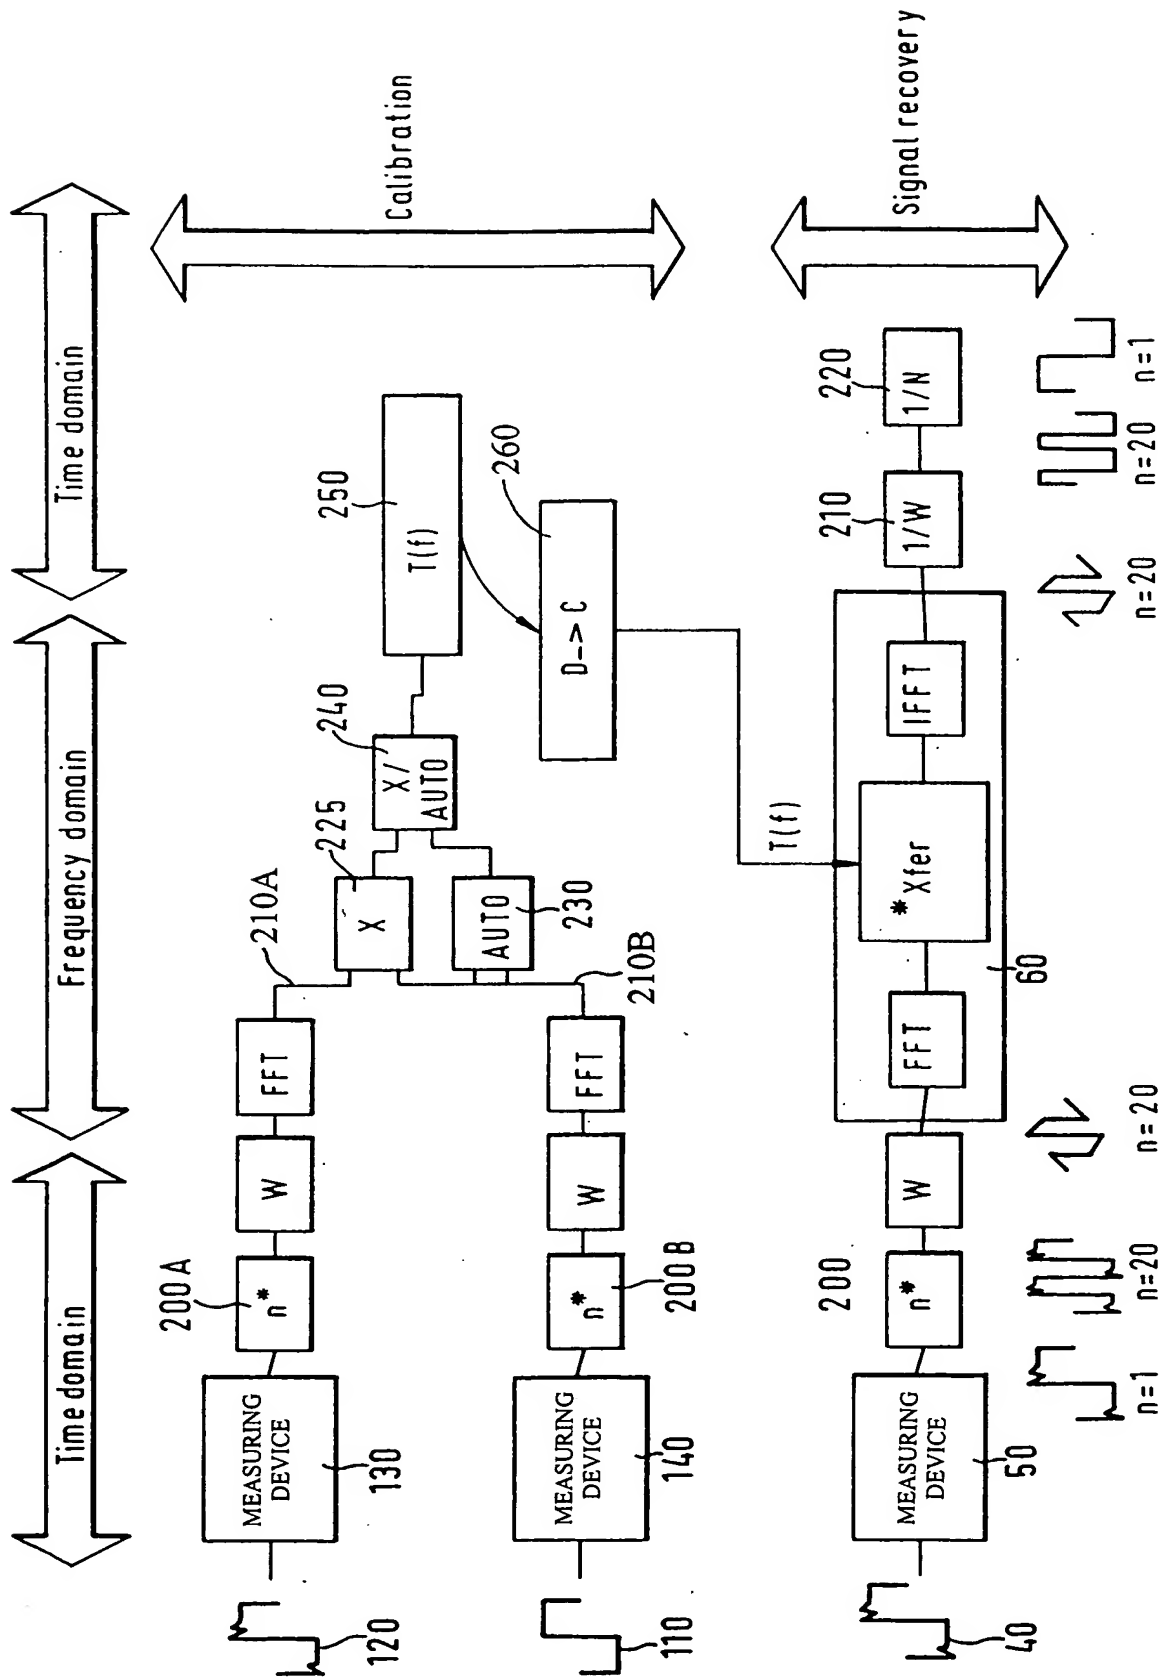 Time domain
Frequency domain
Time domain
Calibration
Signal recovery
120
MEASURING
DEVICE
130
200A
n*
W
FFT
210A
X
225
AUTO
230
X/
AUTO
240
T(f)
250
D->C
260
110
MEASURING
DEVICE
140
n*
200B
W
FFT
210B
T(f)
40
MEASURING
DEVICE
50
200
n*
W
FFT
*Xfer
IFFT
60
210
1/W
220
1/N
n=1
n=20
n=20
n=20
n=20
n=1